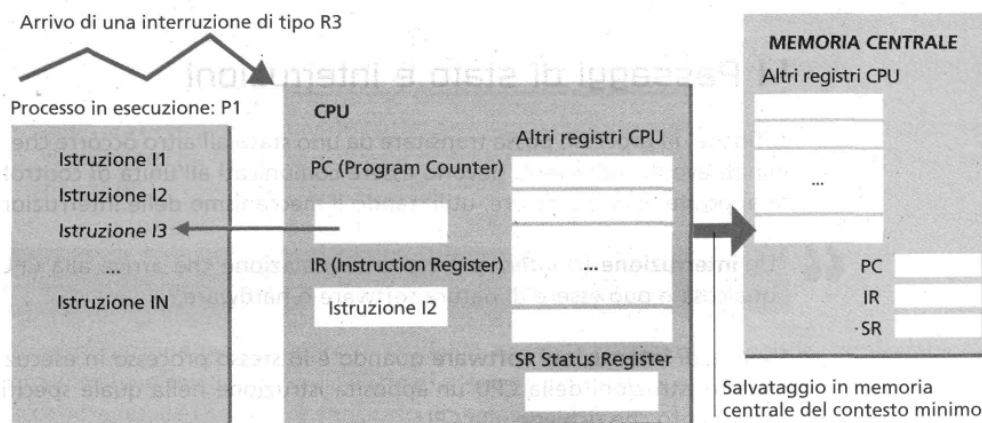 Arrivo di una interruzione di tipo R3
Processo in esecuzione: P1
Istruzione I1
Istruzione I2
Istruzione I3
...
Istruzione IN
CPU
PC (Program Counter)
IR (Instruction Register)
Istruzione I2
Altri registri CPU
...
SR Status Register
MEMORIA CENTRALE
Altri registri CPU
...
PC
IR
SR
Salvataggio in memoria
centrale del contesto minimo